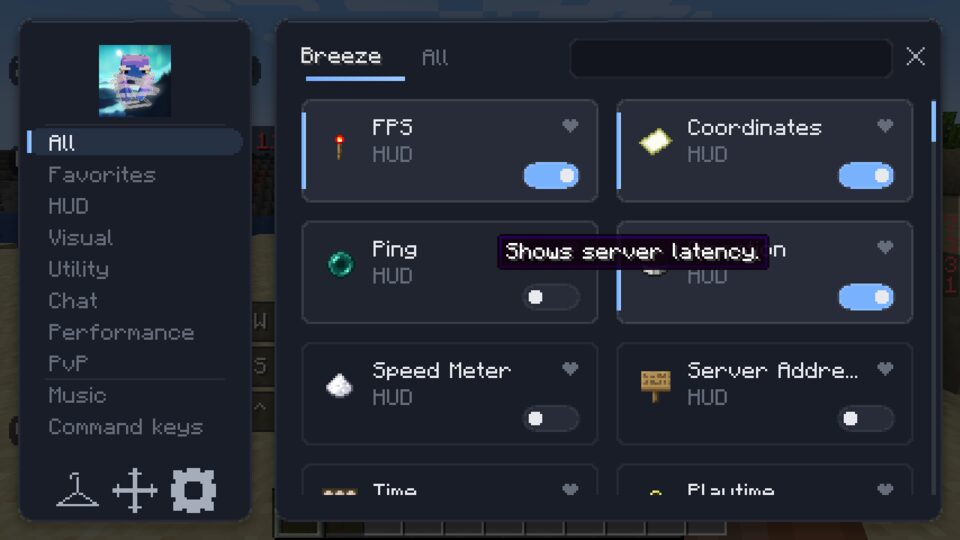 All
Favorites
HUD
Visual
Utility
Chat
Performance
PvP
Music
Command keys
Breeze
All
FPS
HUD
Coordinates
HUD
Ping
HUD
Shows server latency.
HUD
Speed Meter
HUD
Server Addre...
HUD
Time
Playtime
W
S